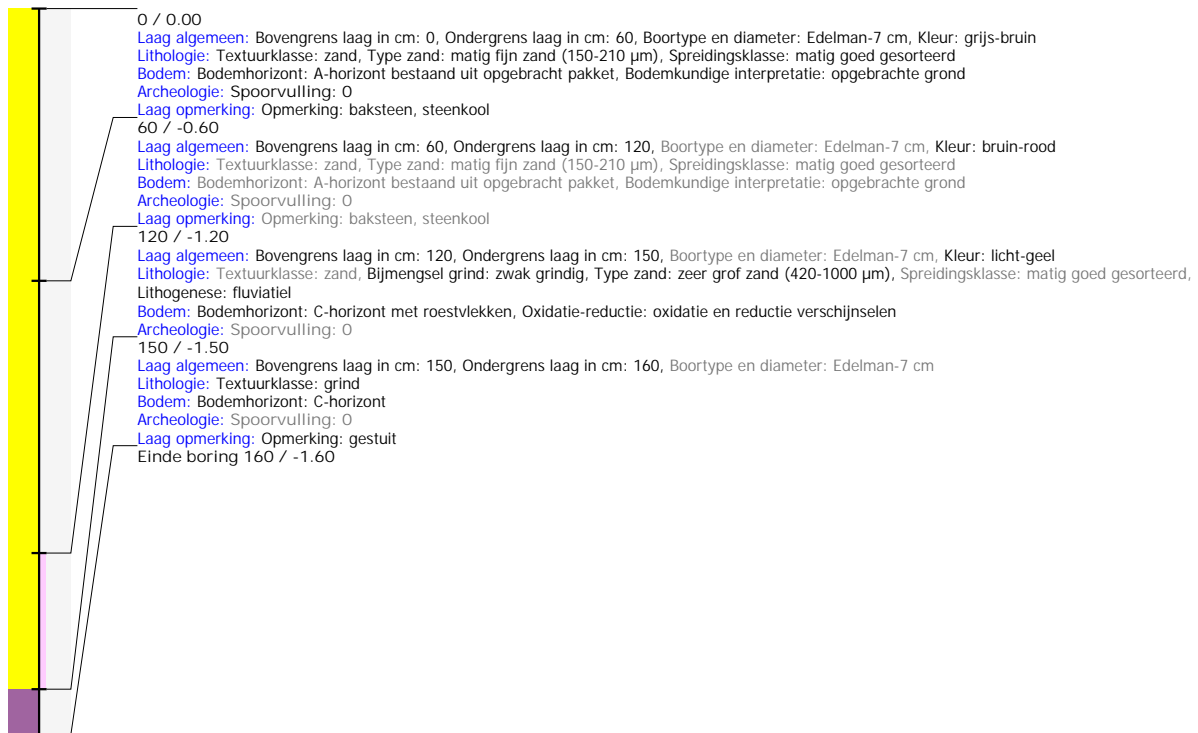 0 / 0.00
Laag algemeen: Bovengrens laag in cm: 0, Ondergrens laag in cm: 60, Boortype en diameter: Edelman-7 cm, Kleur: grijs-bruin
Lithologie: Textuurklasse: zand, Type zand: matig fijn zand (150-210 µm), Spreidingsklasse: matig goed gesorteerd
Bodem: Bodemhorizont: A-horizont bestaand uit opgebracht pakket, Bodemkundige interpretatie: opgebrachte grond
Archeologie: Spoorvulling: 0
Laag opmerking: Opmerking: baksteen, steenkool
60 / -0.60
Laag algemeen: Bovengrens laag in cm: 60, Ondergrens laag in cm: 120, Boortype en diameter: Edelman-7 cm, Kleur: bruin-rood
Lithologie: Textuurklasse: zand, Type zand: matig fijn zand (150-210 µm), Spreidingsklasse: matig goed gesorteerd
Bodem: Bodemhorizont: A-horizont bestaand uit opgebracht pakket, Bodemkundige interpretatie: opgebrachte grond
Archeologie: Spoorvulling: 0
Laag opmerking: Opmerking: baksteen, steenkool
120 / -1.20
Laag algemeen: Bovengrens laag in cm: 120, Ondergrens laag in cm: 150, Boortype en diameter: Edelman-7 cm, Kleur: licht-geel
Lithologie: Textuurklasse: zand, Bijmengsel grind: zwak grindig, Type zand: zeer grof zand (420-1000 µm), Spreidingsklasse: matig goed gesorteerd,
Lithogenese: fluviatiel
Bodem: Bodemhorizont: C-horizont met roestvlekken, Oxidatie-reductie: oxidatie en reductie verschijnselen
Archeologie: Spoorvulling: 0
150 / -1.50
Laag algemeen: Bovengrens laag in cm: 150, Ondergrens laag in cm: 160, Boortype en diameter: Edelman-7 cm
Lithologie: Textuurklasse: grind
Bodem: Bodemhorizont: C-horizont
Archeologie: Spoorvulling: 0
Laag opmerking: Opmerking: gestuit
Einde boring 160 / -1.60